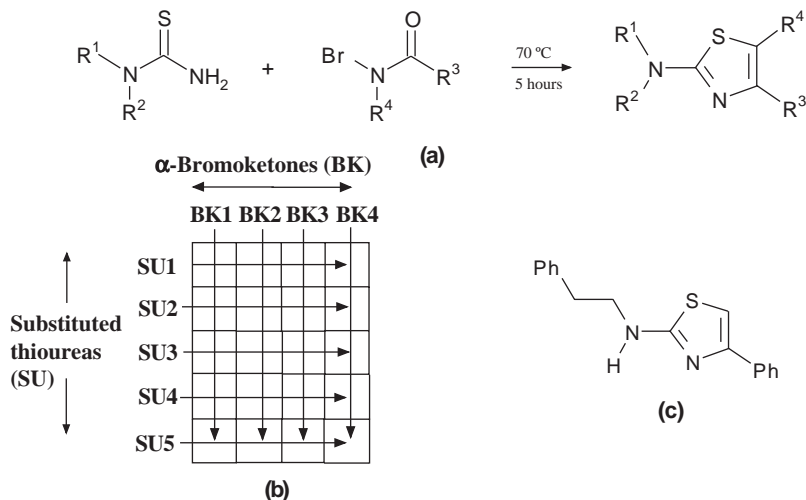 S
R¹
N
NH₂
R²
+
O
Br
N
R³
R⁴
70 ºC
5 hours
R¹
N
R²
S
N
R⁴
R³
(a)
α-Bromoketones (BK)
BK1 BK2 BK3 BK4
SU1
SU2
SU3
SU4
SU5
Substituted
thioureas
(SU)
(b)
Ph
S
N
H
N
Ph
(c)